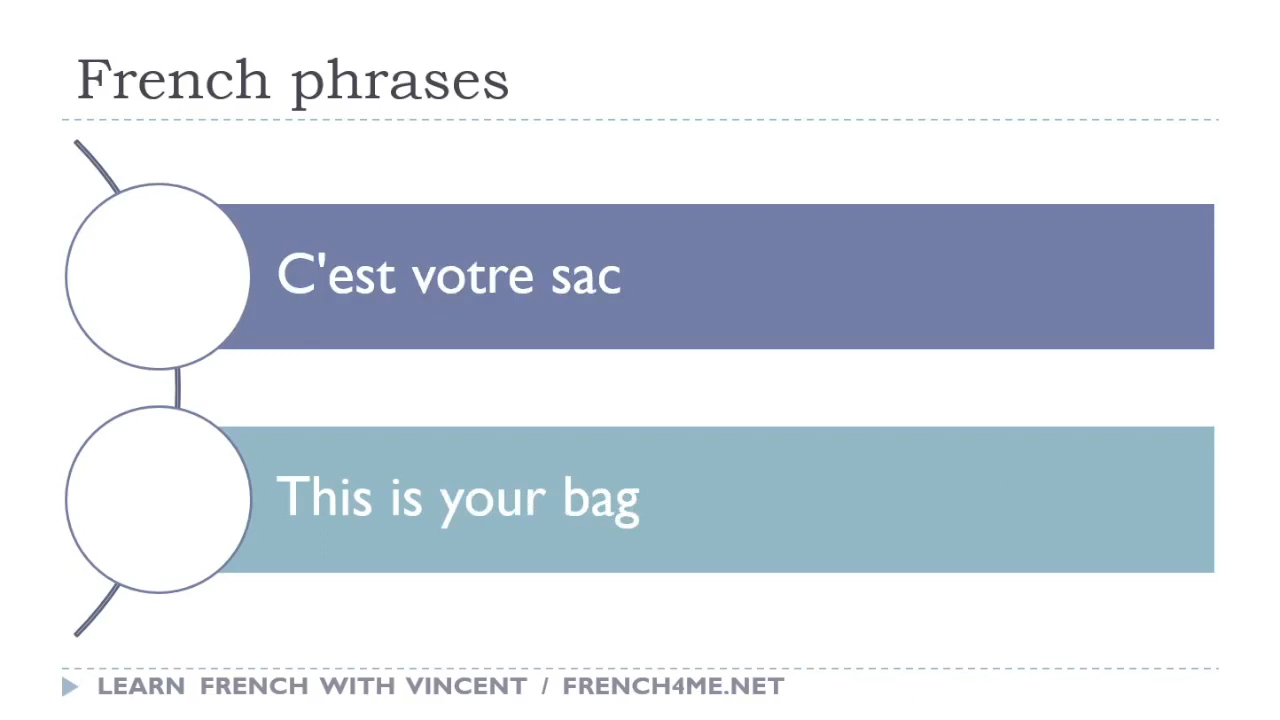 French phrases
C'est votre sac
This is your bag
LEARN FRENCH WITH VINCENT / FRENCH4ME.NET